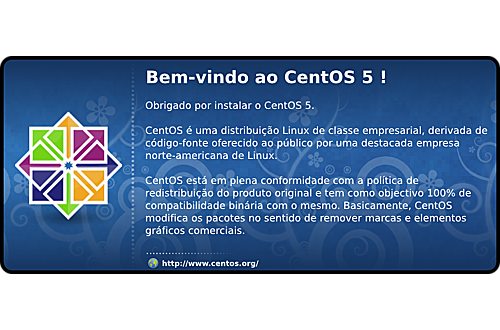 Bem-vindo ao CentOS 5 !
Obrigado por instalar o CentOS 5.
CentOS é uma distribuição Linux de classe empresarial, derivada de
código-fonte oferecido ao público por uma destacada empresa
norte-americana de Linux.
CentOS está em plena conformidade com a política de
redistribuição do produto original e tem como objectivo 100% de
compatibilidade binária com o mesmo. Basicamente, CentOS
modifica os pacotes no sentido de remover marcas e elementos
gráficos comerciais.
http://www.centos.org/